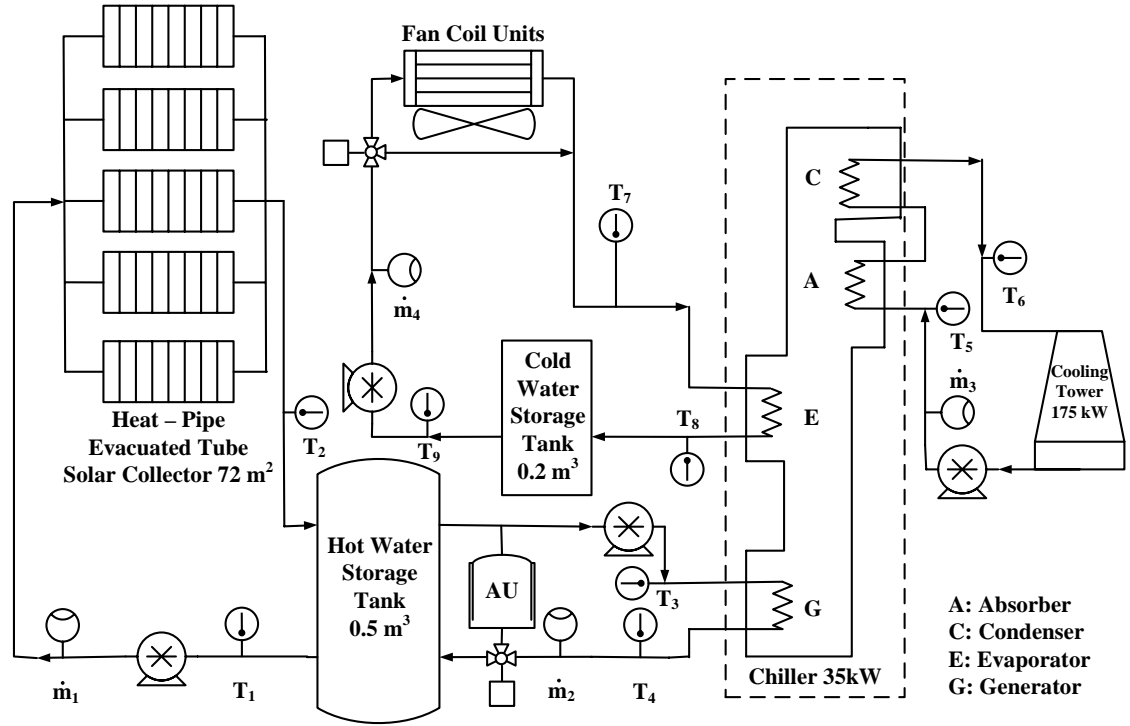 Fan Coil Units
C
T7
T6
A
ṁ4
T5
ṁ3
Cooling
Tower
175 kW
Cold
Water
Storage
Tank
0.2 m³
E
T8
T9
Heat – Pipe
Evacuated Tube
Solar Collector 72 m²
T2
Hot Water
Storage
Tank
0.5 m³
AU
T3
G
ṁ1
T1
ṁ2
T4
Chiller 35kW
A: Absorber
C: Condenser
E: Evaporator
G: Generator